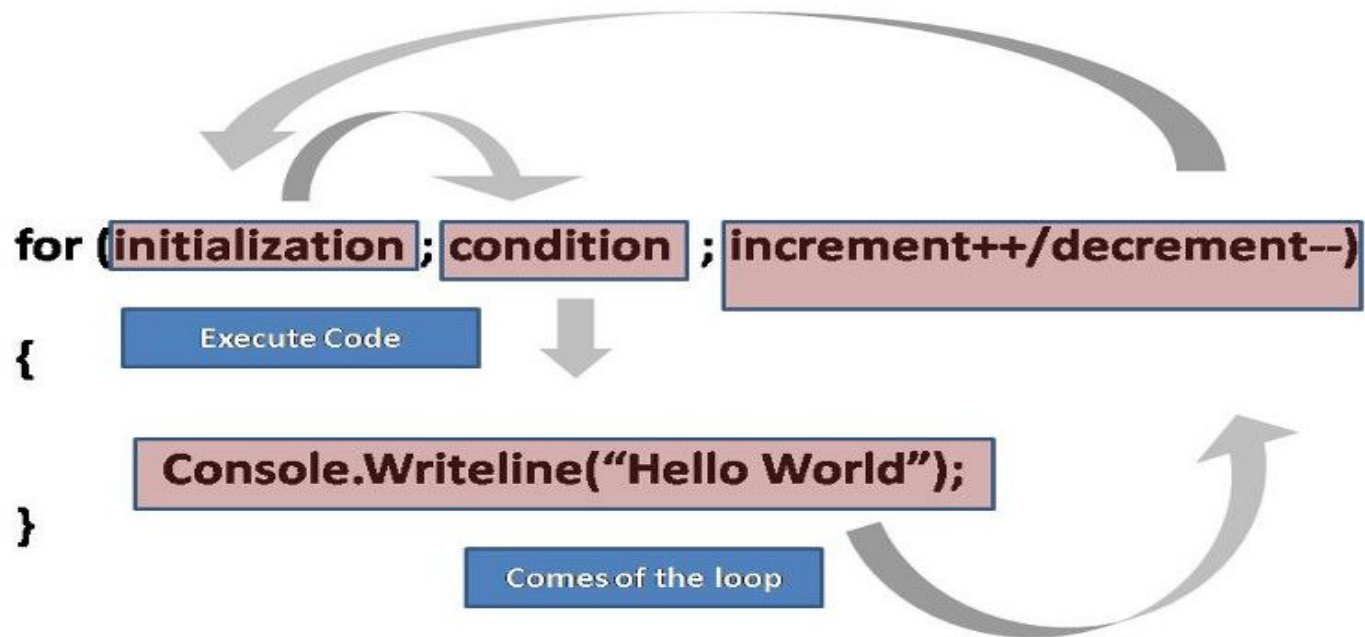 for (initialization ; condition ; increment++/decrement--)
Execute Code
{
Console.Writeline(“Hello World”);
}
Comes of the loop